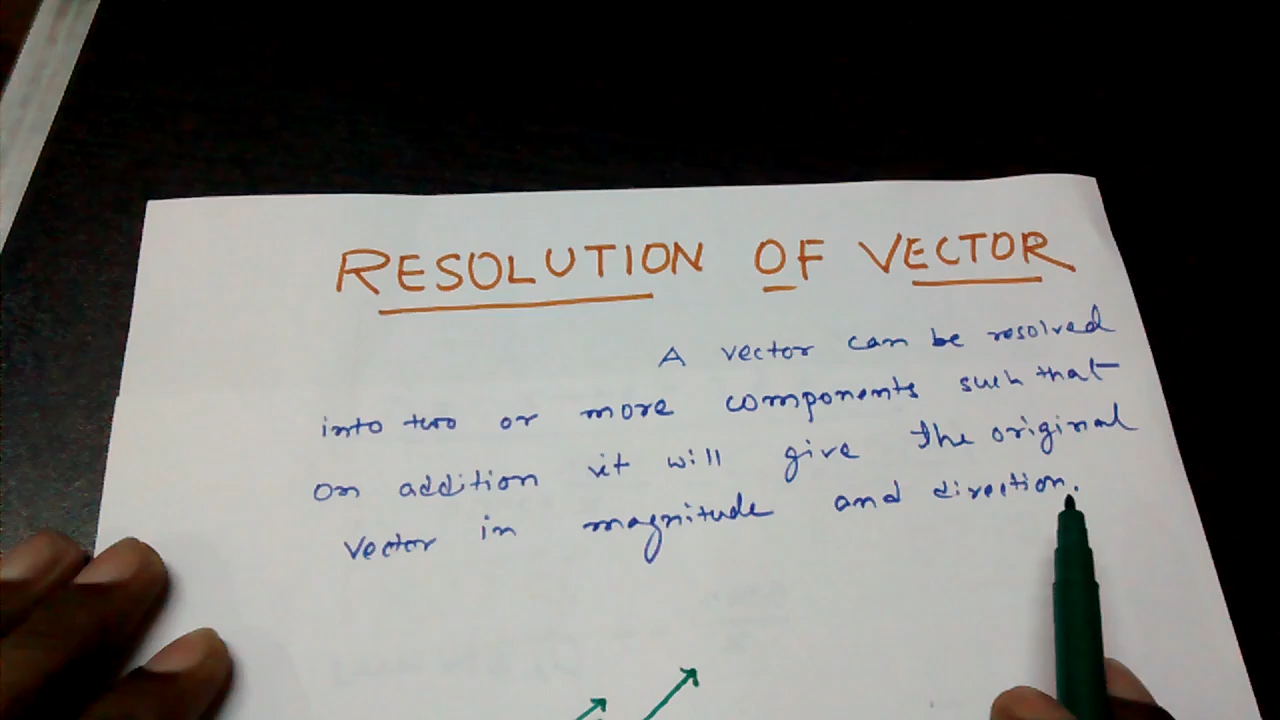 RESOLUTION OF VECTOR
A vector can be resolved
into two or more components such that
on addition it will give the original
vector in magnitude and direction.